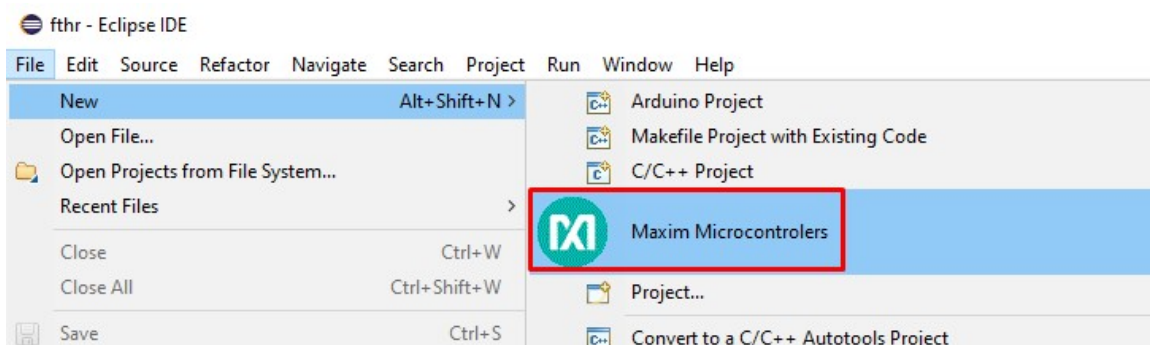 fthr - Eclipse IDE
File Edit Source Refactor Navigate Search Project Run Window Help
New Alt+Shift+N >
Open File...
Open Projects from File System...
Recent Files >
Close Ctrl+W
Close All Ctrl+Shift+W
Save Ctrl+S
Arduino Project
Makefile Project with Existing Code
C/C++ Project
Maxim Microcontrolers
Project...
Convert to a C/C++ Autotools Project